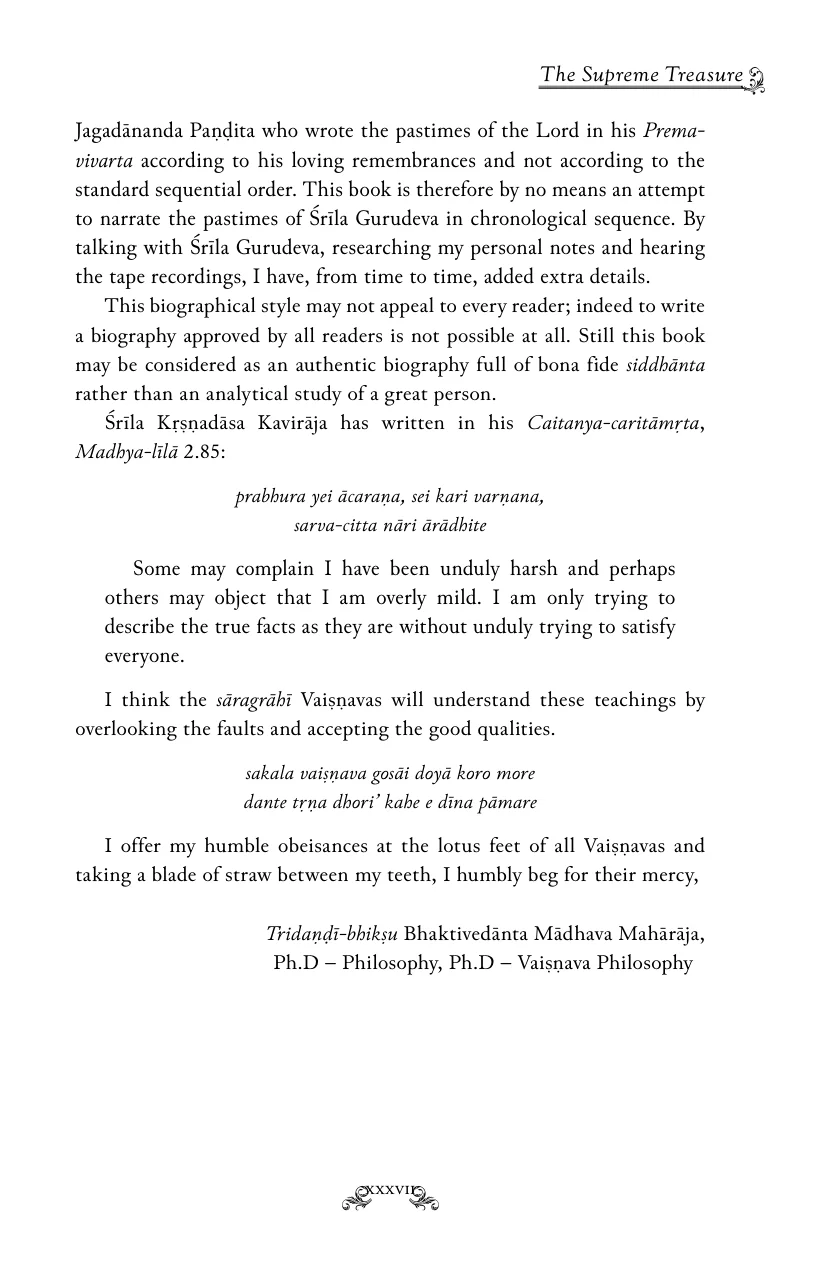 The Supreme Treasure
Jagadānanda Paṇḍita who wrote the pastimes of the Lord in his Prema-
vivarta according to his loving remembrances and not according to the
standard sequential order. This book is therefore by no means an attempt
to narrate the pastimes of Śrīla Gurudeva in chronological sequence. By
talking with Śrīla Gurudeva, researching my personal notes and hearing
the tape recordings, I have, from time to time, added extra details.
This biographical style may not appeal to every reader; indeed to write
a biography approved by all readers is not possible at all. Still this book
may be considered as an authentic biography full of bona fide siddhānta
rather than an analytical study of a great person.
Śrīla Kṛṣṇadāsa Kavirāja has written in his Caitanya-caritāmṛta,
Madhya-līlā 2.85:
prabhura yei ācaraṇa, sei kari varṇana,
sarva-citta nāri ārādhite
Some may complain I have been unduly harsh and perhaps
others may object that I am overly mild. I am only trying to
describe the true facts as they are without unduly trying to satisfy
everyone.
I think the sāragrāhī Vaiṣṇavas will understand these teachings by
overlooking the faults and accepting the good qualities.
sakala vaiṣṇava gosāi doyā koro more
dante tṛṇa dhori’ kahe e dīna pāmare
I offer my humble obeisances at the lotus feet of all Vaiṣṇavas and
taking a blade of straw between my teeth, I humbly beg for their mercy,
Tridaṇḍī-bhikṣu Bhaktivedānta Mādhava Mahārāja,
Ph.D – Philosophy, Ph.D – Vaiṣṇava Philosophy
XXXVII